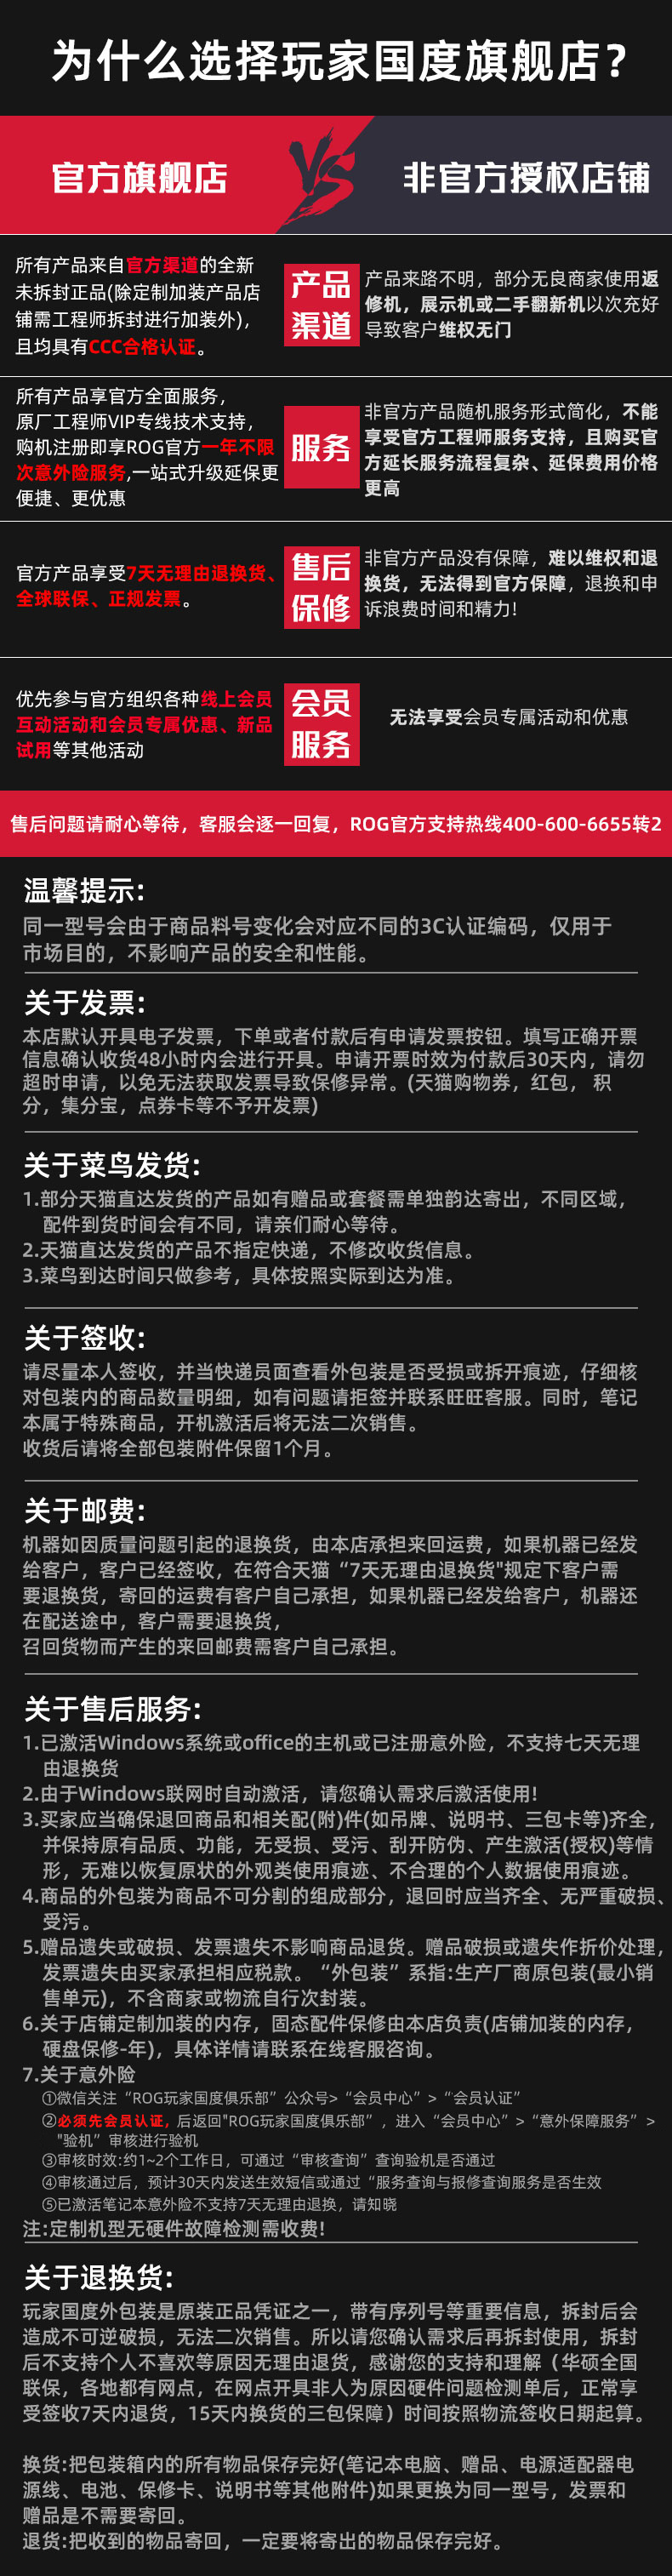 为什么选择玩家国度旗舰店?
官方旗舰店
VS
非官方授权店铺
所有产品来自官方渠道的全新
未拆封正品(除定制加装产品店
铺需工程师拆封进行加装外),
且均具有CCC合格认证。
产品
渠道
产品来路不明，部分无良商家使用返
修机，展示机或二手翻新机以次充好
导致客户维权无门
所有产品享官方全面服务，
原厂工程师VIP专线技术支持，
购机注册即享ROG官方一年不限
次意外险服务,一站式升级延保更
便捷、更优惠
服务
非官方产品随机服务形式简化，不能
享受官方工程师服务支持，且购买官
方延长服务流程复杂、延保费用价格
更高
官方产品享受7天无理由退换货、
全球联保、正规发票。
售后
保修
非官方产品没有保障，难以维权和退
换货，无法得到官方保障，退换和申
诉浪费时间和精力!
优先参与官方组织各种线上会员
互动活动和会员专属优惠、新品
试用等其他活动
会员
服务
无法享受会员专属活动和优惠
售后问题请耐心等待，客服会逐一回复，ROG官方支持热线400-600-6655转2
温馨提示:
同一型号会由于商品料号变化会对应不同的3C认证编码，仅用于
市场目的，不影响产品的安全和性能。
关于发票:
本店默认开具电子发票，下单或者付款后有申请发票按钮。填写正确开票
信息确认收货48小时内会进行开具。申请开票时效为付款后30天内，请勿
超时申请，以免无法获取发票导致保修异常。(天猫购物券，红包， 积
分，集分宝，点券卡等不予开发票)
关于菜鸟发货:
1.部分天猫直达发货的产品如有赠品或套餐需单独韵达寄出，不同区域，
配件到货时间会有不同，请亲们耐心等待。
2.天猫直达发货的产品不指定快递，不修改收货信息。
3.菜鸟到达时间只做参考，具体按照实际到达为准。
关于签收:
请尽量本人签收，并当快递员面查看外包装是否受损或拆开痕迹，仔细核
对包装内的商品数量明细，如有问题请拒签并联系旺旺客服。同时，笔记
本属于特殊商品，开机激活后将无法二次销售。
收货后请将全部包装附件保留1个月。
关于邮费:
机器如因质量问题引起的退换货，由本店承担来回运费，如果机器已经发
给客户，客户已经签收，在符合天猫“7天无理由退换货"规定下客户需
要退换货，寄回的运费有客户自己承担，如果机器已经发给客户，机器还
在配送途中，客户需要退换货，
召回货物而产生的来回邮费需客户自己承担。
关于售后服务:
1.已激活Windows系统或office的主机或已注册意外险，不支持七天无理
由退换货
2.由于Windows联网时自动激活，请您确认需求后激活使用!
3.买家应当确保退回商品和相关配(附)件(如吊牌、说明书、三包卡等)齐全，
并保持原有品质、功能，无受损、受污、刮开防伪、产生激活(授权)等情
形，无难以恢复原状的外观类使用痕迹、不合理的个人数据使用痕迹。
4.商品的外包装为商品不可分割的组成部分，退回时应当齐全、无严重破损、
受污。
5.赠品遗失或破损、发票遗失不影响商品退货。赠品破损或遗失作折价处理，
发票遗失由买家承担相应税款。“外包装”系指:生产厂商原包装(最小销
售单元)，不含商家或物流自行次封装。
6.关于店铺定制加装的内存，固态配件保修由本店负责(店铺加装的内存，
硬盘保修-年)，具体详情请联系在线客服咨询。
7.关于意外险
①微信关注“ROG玩家国度俱乐部”公众号>“会员中心”>“会员认证”
②必须先会员认证，后返回"ROG玩家国度俱乐部”，进入“会员中心”>“意外保障服务”>
"验机”审核进行验机
③审核时效:约1~2个工作日，可通过“审核查询”查询验机是否通过
④审核通过后，预计30天内发送生效短信或通过“服务查询与报修查询服务是否生效
⑤已激活笔记本意外险不支持7天无理由退换，请知晓
注:定制机型无硬件故障检测需收费!
关于退换货:
玩家国度外包装是原装正品凭证之一，带有序列号等重要信息，拆封后会
造成不可逆破损，无法二次销售。所以请您确认需求后再拆封使用，拆封
后不支持个人不喜欢等原因无理由退货，感谢您的支持和理解（华硕全国
联保，各地都有网点，在网点开具非人为原因硬件问题检测单后，正常享
受签收7天内退货，15天内换货的三包保障）时间按照物流签收日期起算。
换货:把包装箱内的所有物品保存完好(笔记本电脑、赠品、电源适配器电
源线、电池、保修卡、说明书等其他附件)如果更换为同一型号，发票和
赠品是不需要寄回。
退货:把收到的物品寄回，一定要将寄出的物品保存完好。